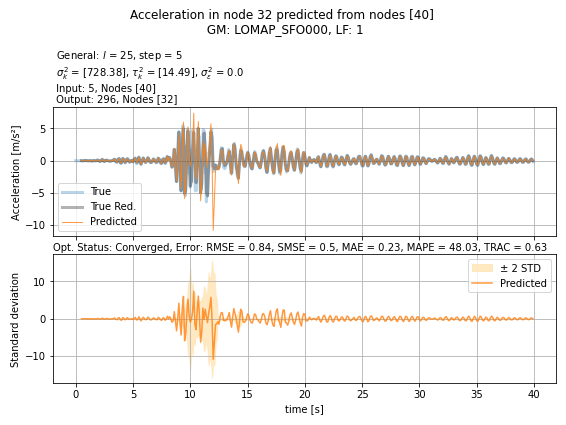 Acceleration in node 32 predicted from nodes [40]
GM: LOMAP_SFO000, LF: 1
General: l = 25, step = 5
σ_k^2 = [728.38], τ_k^2 = [14.49], σ_ε^2 = 0.0
Input: 5, Nodes [40]
Output: 296, Nodes [32]
Acceleration [m/s²]
5
0
−5
−10
True
True Red.
Predicted
Opt. Status: Converged, Error: RMSE = 0.84, SMSE = 0.5, MAE = 0.23, MAPE = 48.03, TRAC = 0.63
Standard deviation
10
0
−10
± 2 STD
Predicted
0 5 10 15 20 25 30 35 40
time [s]